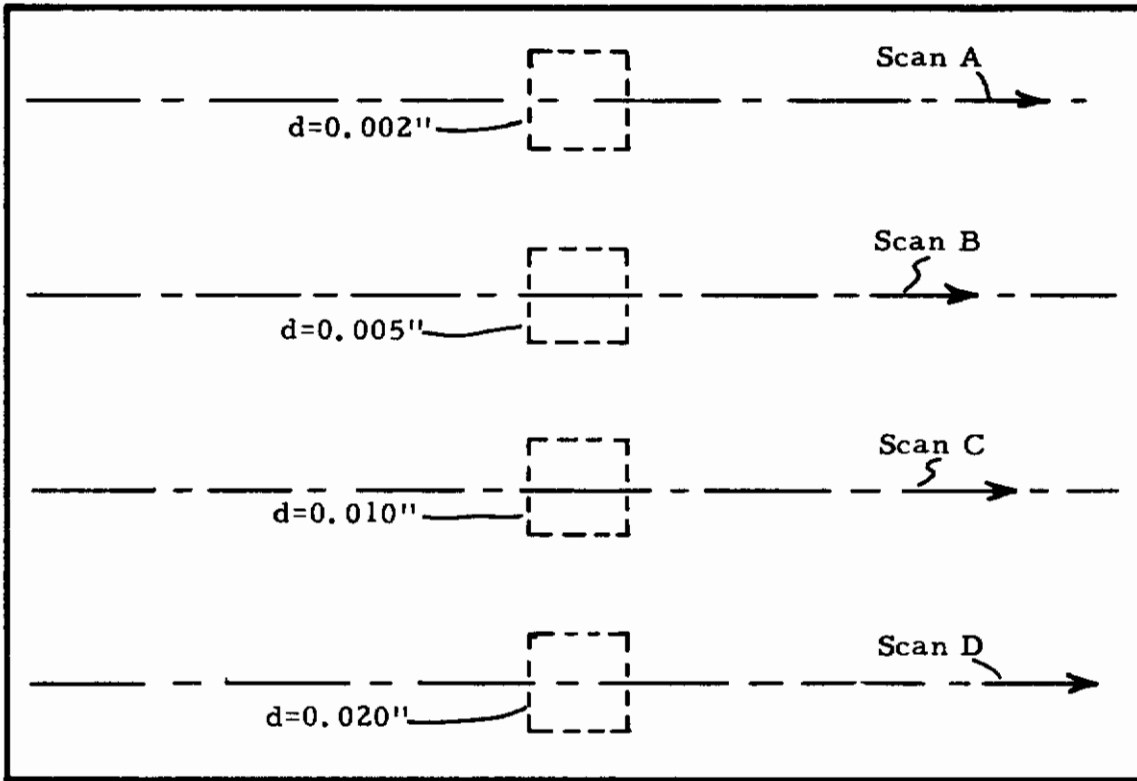 Scan A
d=0.002"
Scan B
d=0.005"
Scan C
d=0.010"
Scan D
d=0.020"